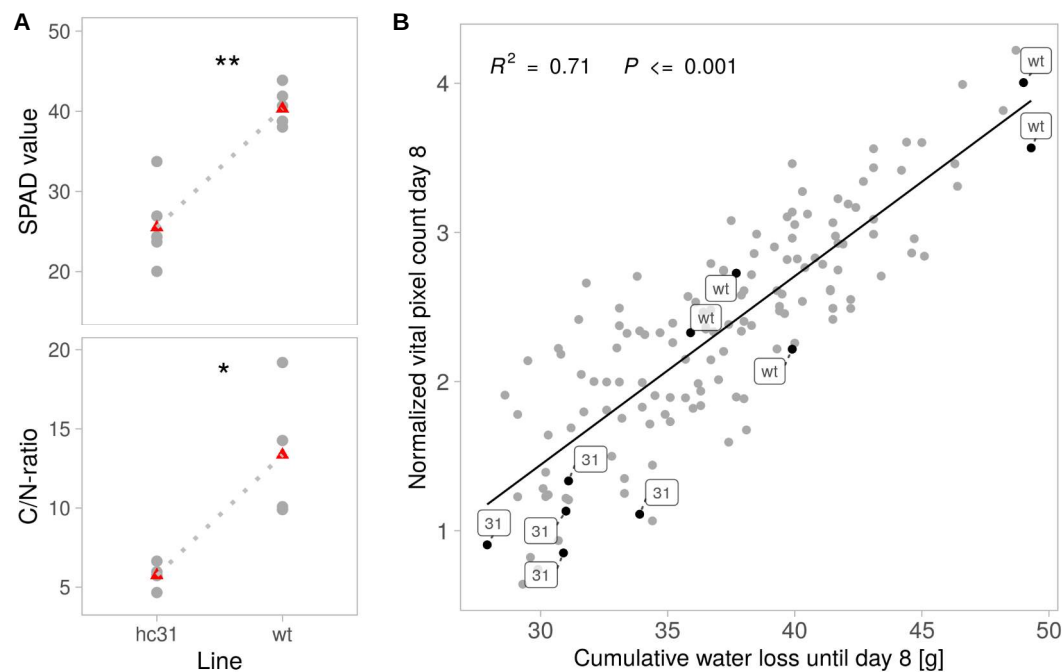 A
50
40
30
20
SPAD value
**
20
15
10
5
C/N-ratio
*
hc31
wt
Line
B
R² = 0.71 P <= 0.001
4
3
2
1
Normalized vital pixel count day 8
wt
wt
wt
wt
wt
31
31
31
31
31
30
35
40
45
50
Cumulative water loss until day 8 [g]